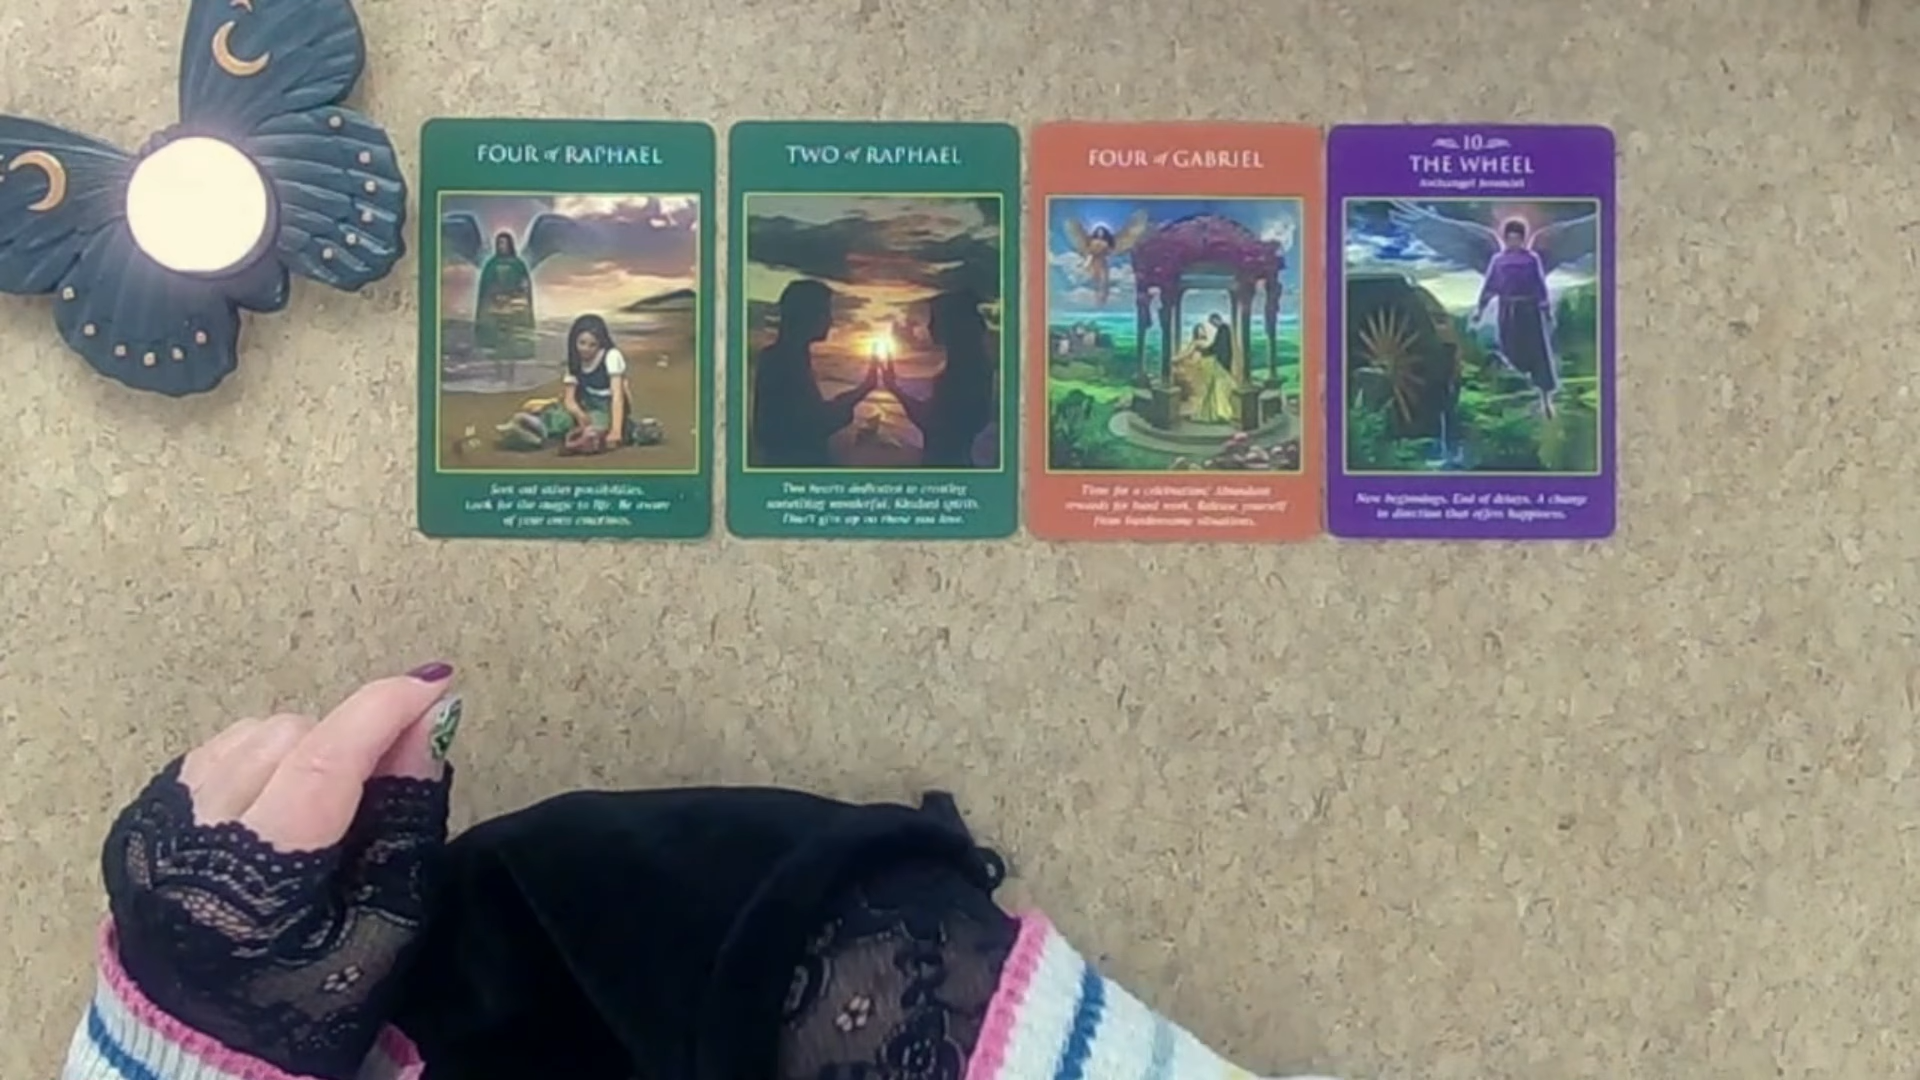 FOUR of RAPHAEL
Seek out other possibilities.
Look for the magic to life. Be aware
of your own emotions.
TWO of RAPHAEL
Two hearts dedicated to creating
something wonderful. Kindred spirits.
Don't give up on those you love.
FOUR of GABRIEL
Time for a celebration! Abundant
rewards for hard work. Release yourself
from burdensome situations.
10
THE WHEEL
Archangel Jeremiel
New beginnings. End of delays. A change
in direction that offers happiness.